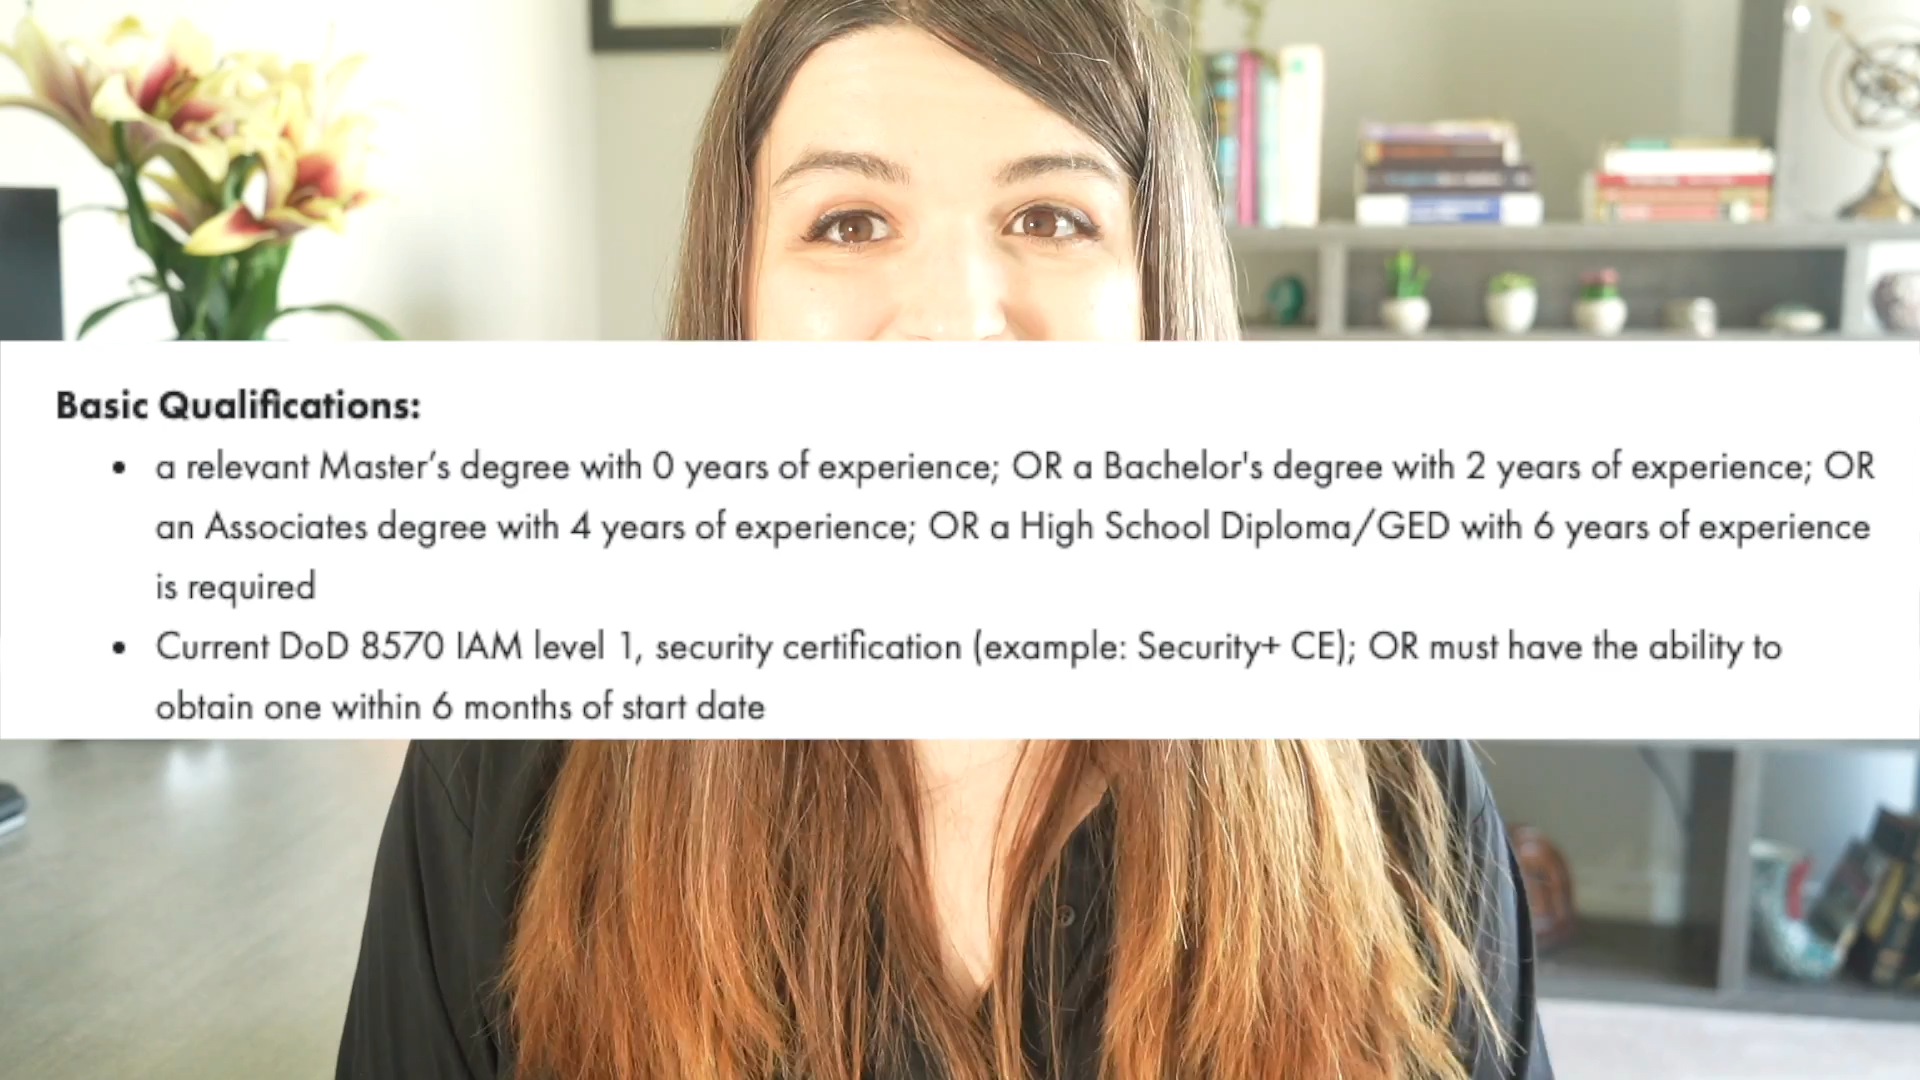 Basic Qualifications:
• a relevant Master’s degree with 0 years of experience; OR a Bachelor's degree with 2 years of experience; OR
an Associates degree with 4 years of experience; OR a High School Diploma/GED with 6 years of experience
is required
• Current DoD 8570 IAM level 1, security certification (example: Security+ CE); OR must have the ability to
obtain one within 6 months of start date